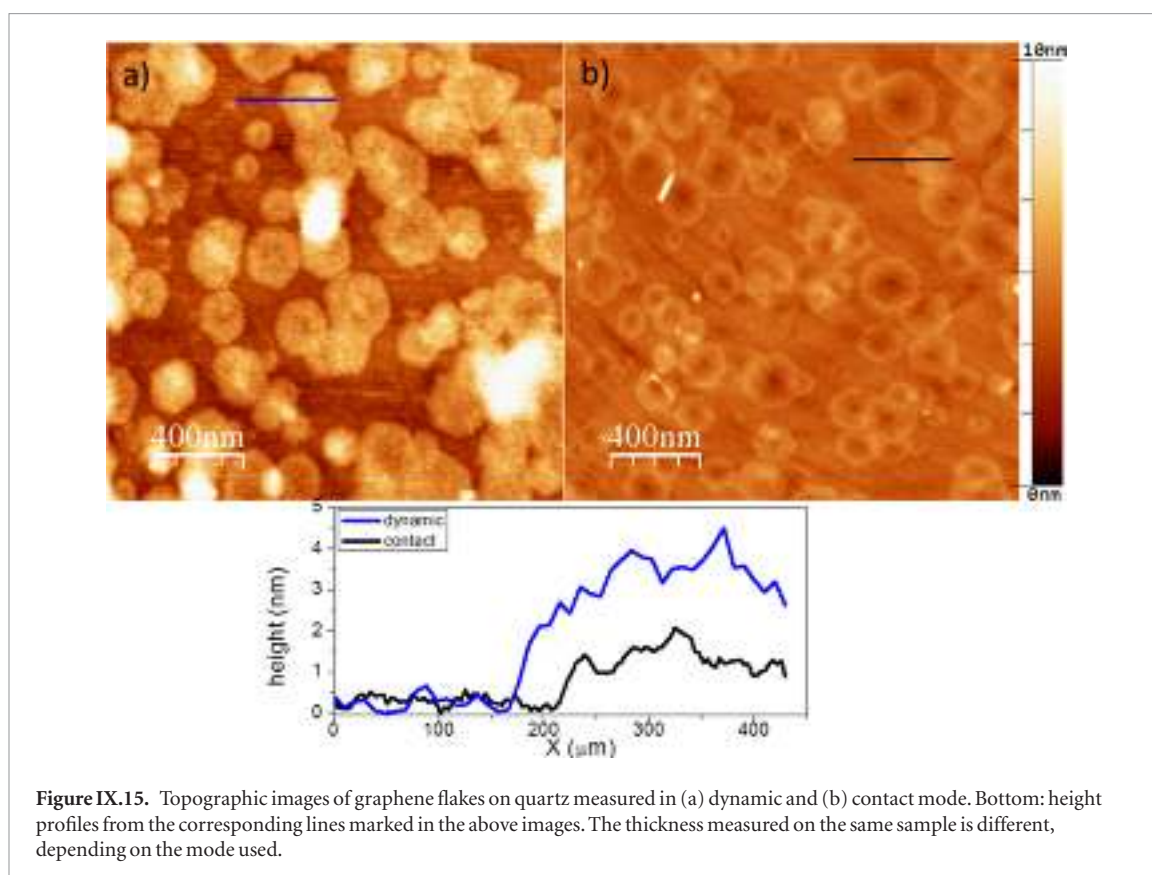 a)
b)
10nm
400nm
400nm
0nm
5
dynamic
contact
4
3
2
1
0
height (nm)
0
100
200
300
400
X (μm)
Figure IX.15. Topographic images of graphene flakes on quartz measured in (a) dynamic and (b) contact mode. Bottom: height
profiles from the corresponding lines marked in the above images. The thickness measured on the same sample is different,
depending on the mode used.